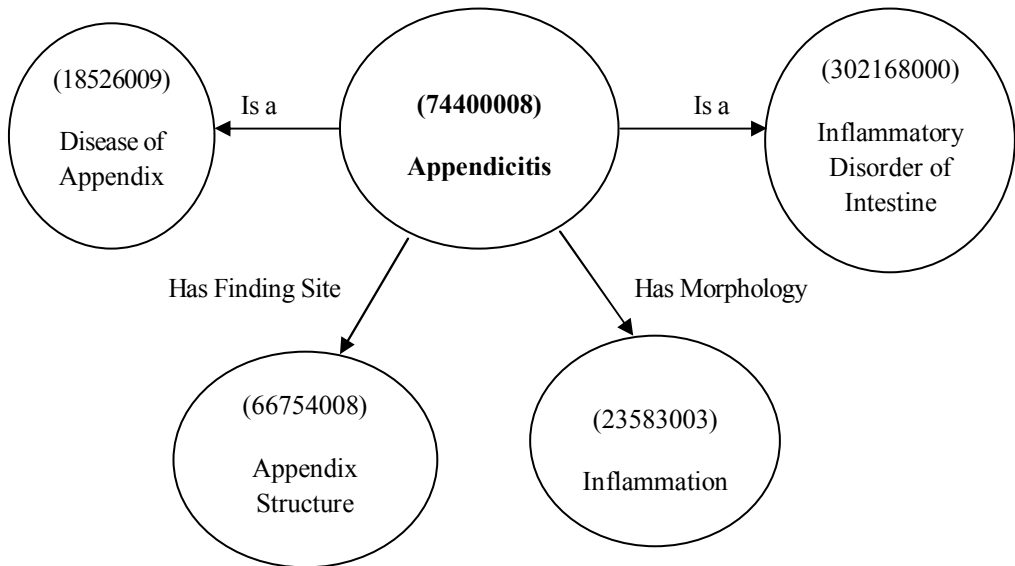 (18526009)
Disease of
Appendix
Is a
(74400008)
Appendicitis
Is a
(302168000)
Inflammatory
Disorder of
Intestine
Has Finding Site
Has Morphology
(66754008)
Appendix
Structure
(23583003)
Inflammation